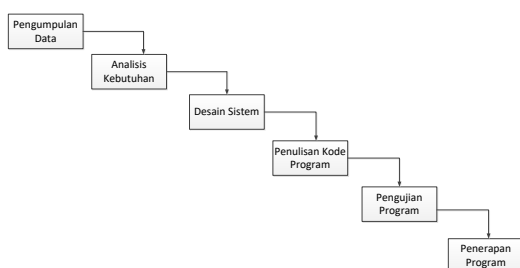 Pengumpulan
Data
Analisis
Kebutuhan
Desain Sistem
Penulisan Kode
Program
Pengujian
Program
Penerapan
Program